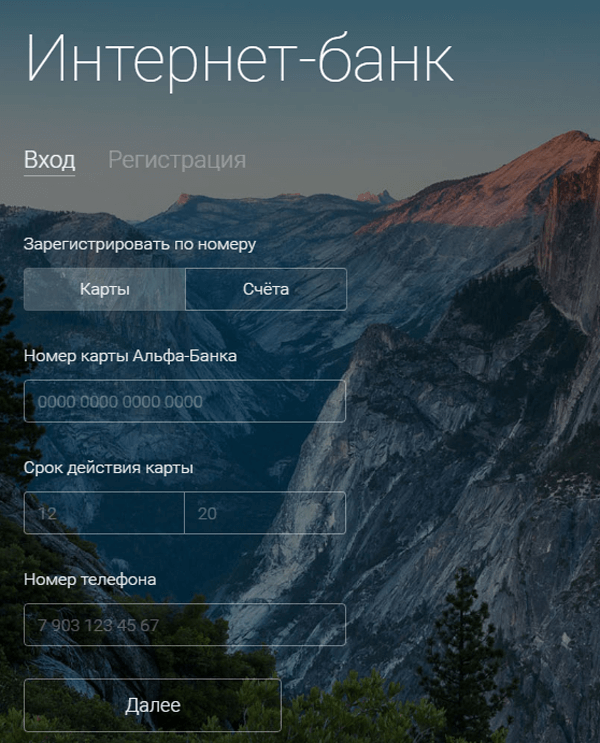 Интернет-банк
Вход Регистрация
Зарегистрировать по номеру
Карты Счёта
Номер карты Альфа-Банка
0000 0000 0000 0000
Срок действия карты
12 20
Номер телефона
7 903 123 45 67
Далее